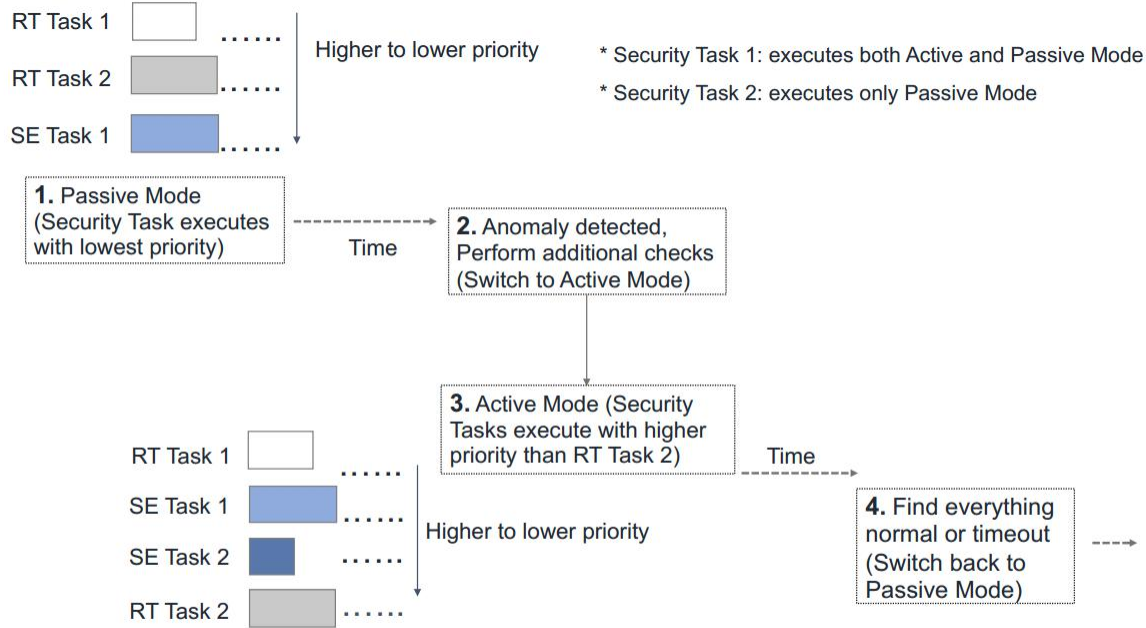 RT Task 1
......
RT Task 2
......
SE Task 1
......
Higher to lower priority
* Security Task 1: executes both Active and Passive Mode
* Security Task 2: executes only Passive Mode
1. Passive Mode
(Security Task executes
with lowest priority)
Time
2. Anomaly detected,
Perform additional checks
(Switch to Active Mode)
3. Active Mode (Security
Tasks execute with higher
priority than RT Task 2)
Time
RT Task 1
......
SE Task 1
......
SE Task 2
......
RT Task 2
......
Higher to lower priority
4. Find everything
normal or timeout
(Switch back to
Passive Mode)